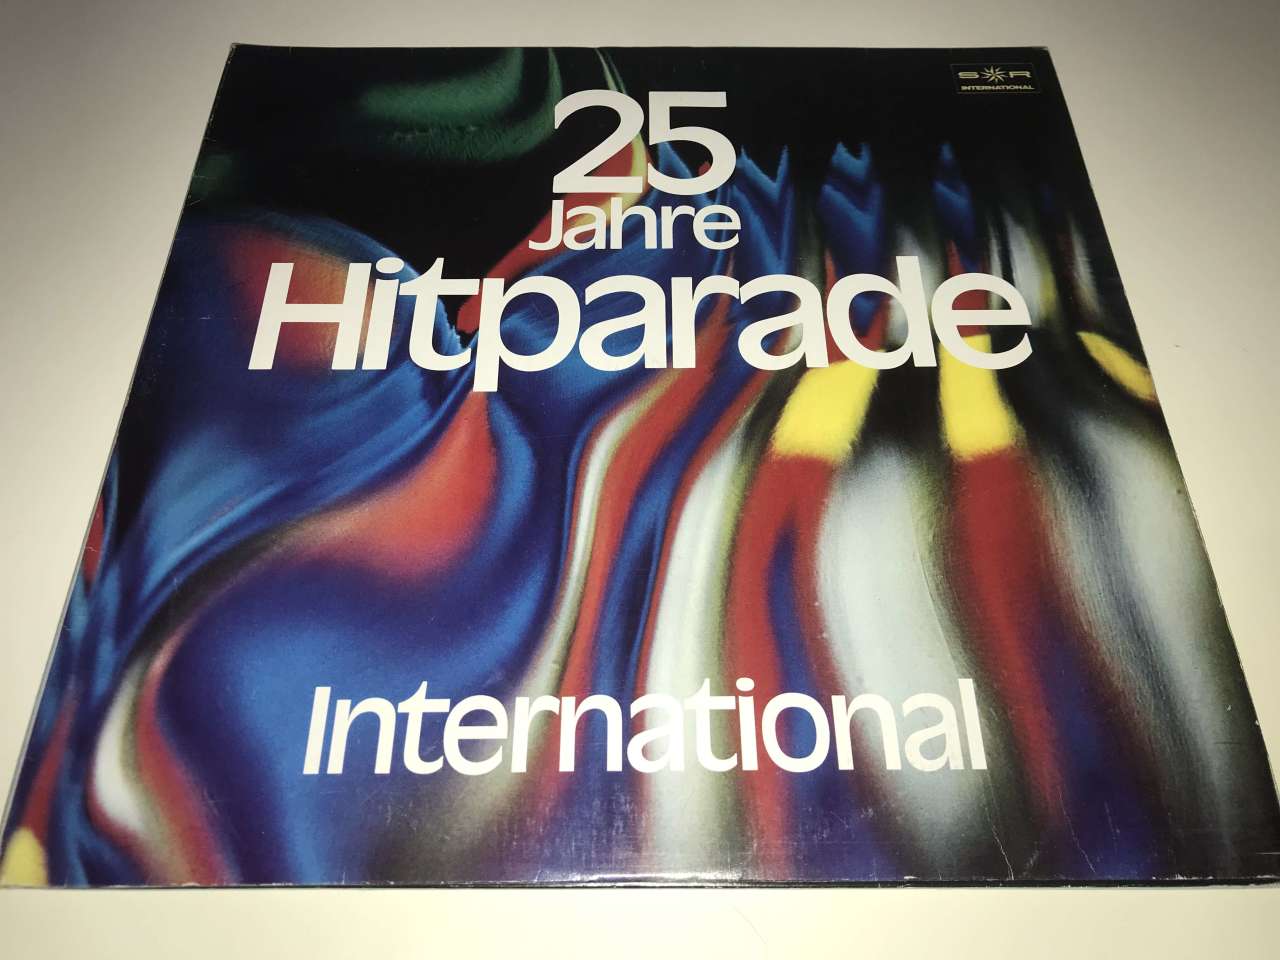 S✳R
INTERNATIONAL
25
Jahre
Hitparade
International